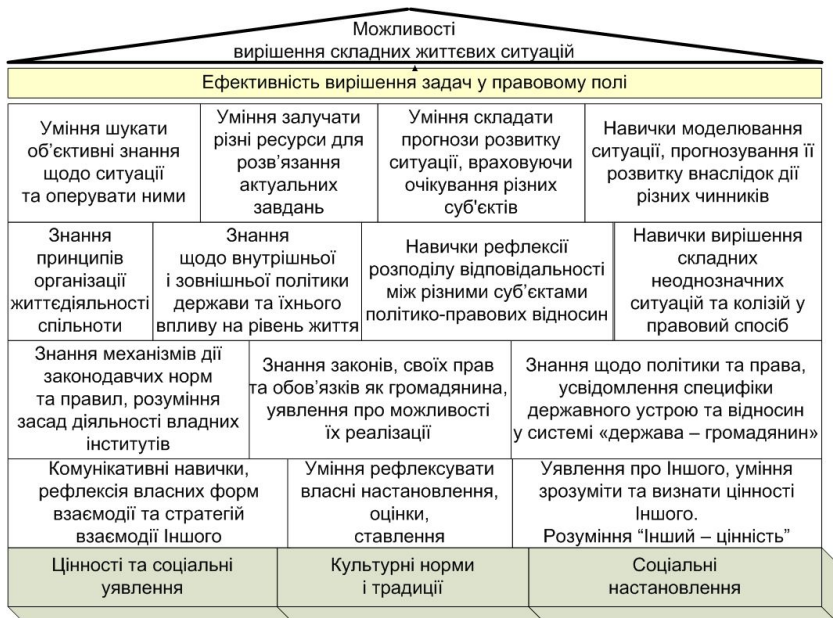 Можливості
вирішення складних життєвих ситуацій
Ефективність вирішення задач у правовому полі
Уміння шукати
об’єктивні знання
щодо ситуації
та оперувати ними
Уміння залучати
різні ресурси для
розв’язання
актуальних
завдань
Уміння складати
прогнози розвитку
ситуації, враховуючи
очікування різних
суб'єктів
Навички моделювання
ситуації, прогнозування її
розвитку внаслідок дії
різних чинників
Знання
принципів
організації
життєдіяльності
спільноти
Знання
щодо внутрішньої
і зовнішньої політики
держави та їхнього
впливу на рівень життя
Навички рефлексії
розподілу відповідальності
між різними суб’єктами
політико-правових відносин
Навички вирішення
складних
неоднозначних
ситуацій та колізій у
правовий спосіб
Знання механізмів дії
законодавчих норм
та правил, розуміння
засад діяльності владних
інститутів
Знання законів, своїх прав
та обов’язків як громадянина,
уявлення про можливості
їх реалізації
Знання щодо політики та права,
усвідомлення специфіки
державного устрою та відносин
у системі «держава – громадянин»
Комунікативні навички,
рефлексія власних форм
взаємодії та стратегій
взаємодії Іншого
Уміння рефлексувати
власні настановлення,
оцінки,
ставлення
Уявлення про Іншого, уміння
зрозуміти та визнати цінності
Іншого.
Розуміння “Інший – цінність”
Цінності та соціальні
уявлення
Культурні норми
і традиції
Соціальні
настановлення